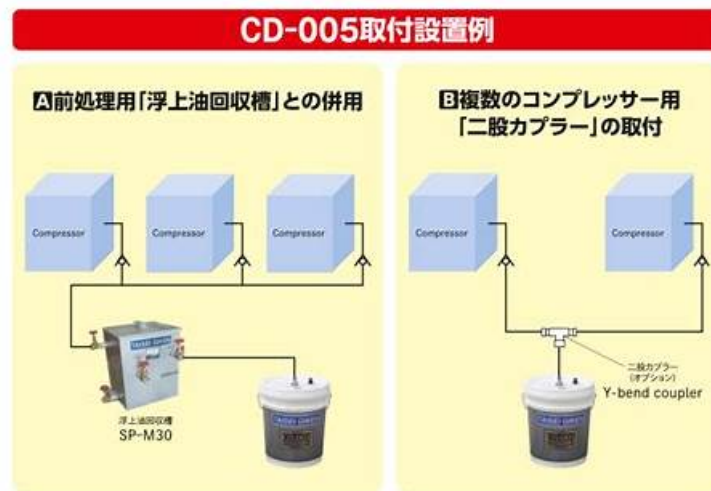 CD-005取付設置例
A前処理用「浮上油回収槽」との併用
Compressor
Compressor
Compressor
浮上油回収槽
SP-M30
B複数のコンプレッサー用
「二股カプラー」の取付
Compressor
Compressor
二股カプラー
(オプション)
Y-bend coupler